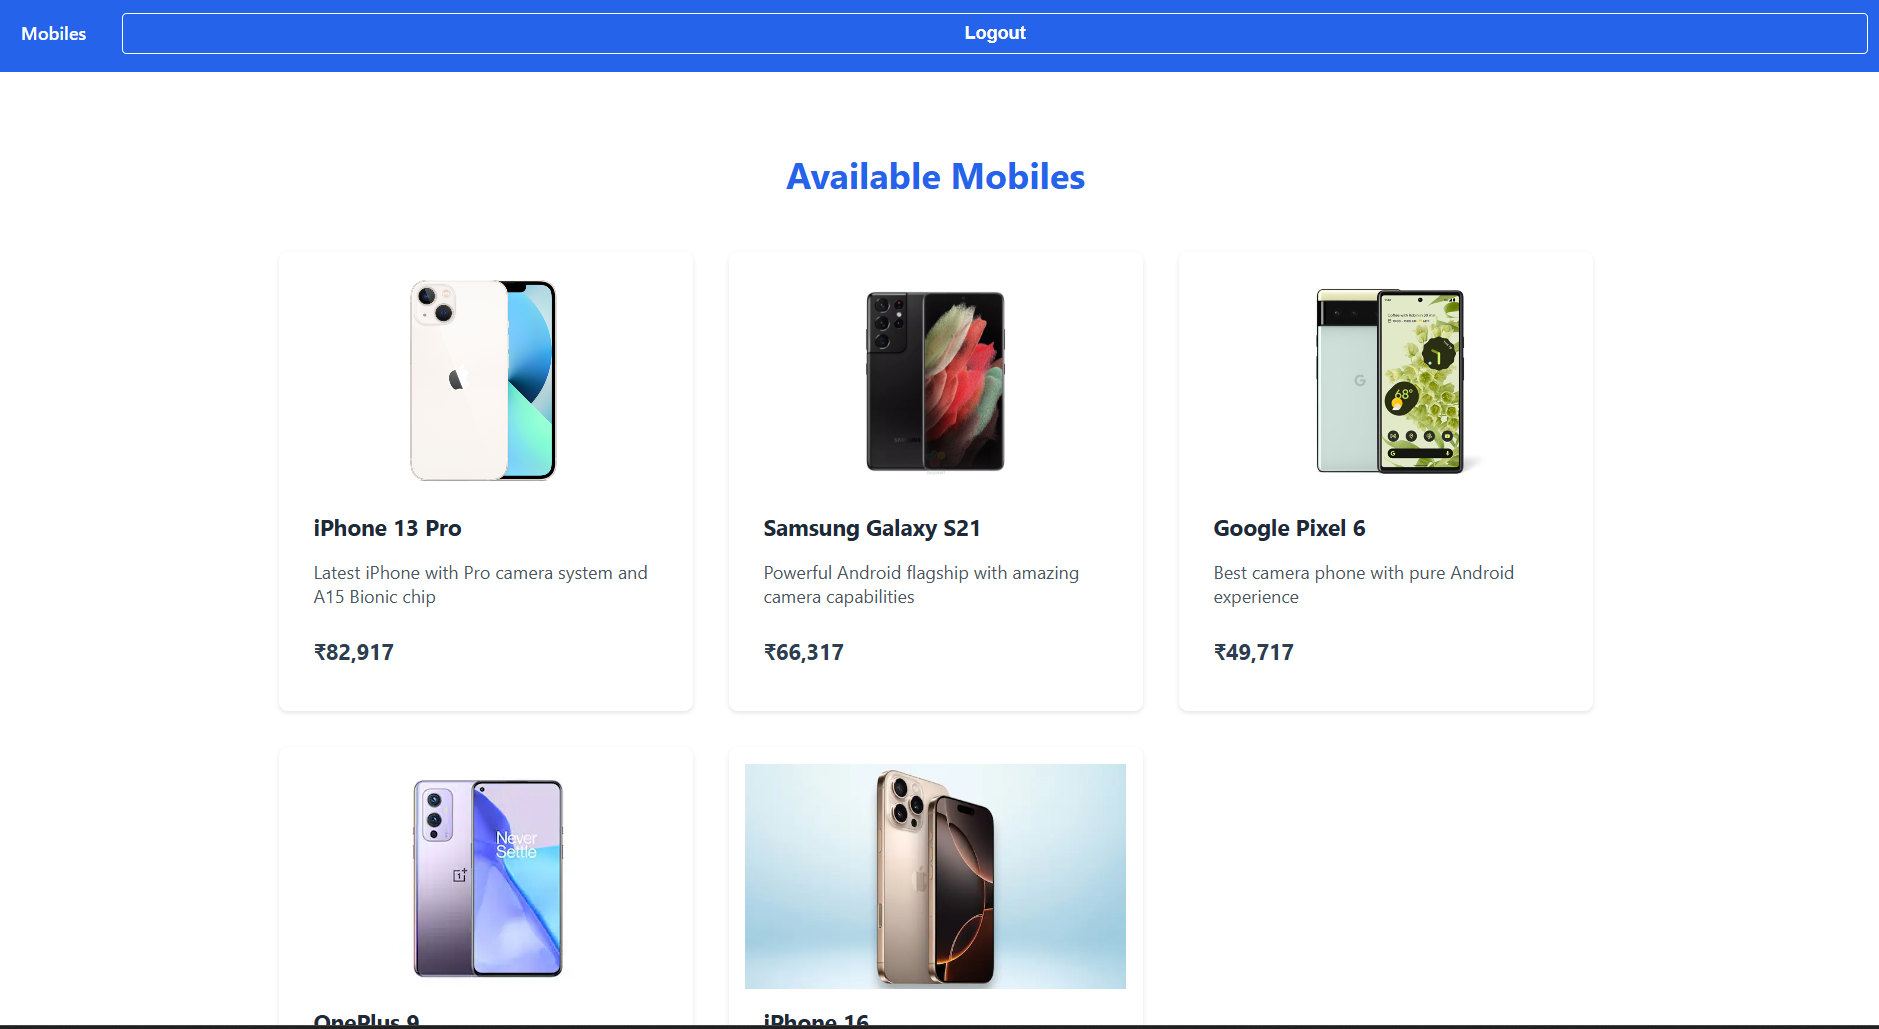 Mobiles
Logout
Available Mobiles
iPhone 13 Pro
Latest iPhone with Pro camera system and
A15 Bionic chip
₹82,917
Samsung Galaxy S21
Powerful Android flagship with amazing
camera capabilities
₹66,317
68°
G
Google Pixel 6
Best camera phone with pure Android
experience
₹49,717
Never
Settle
OnePlus 9
iPhone 16